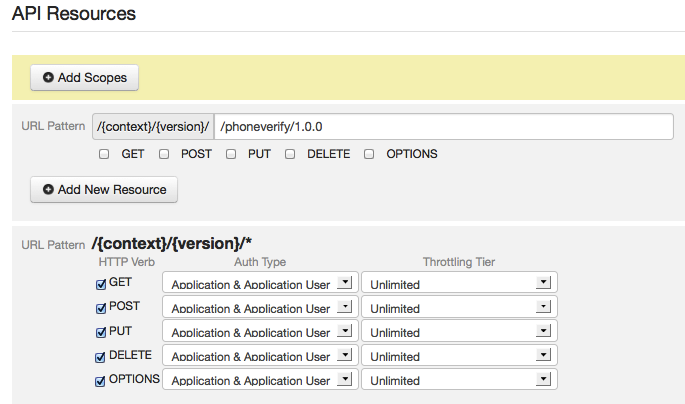 API Resources
Add Scopes
URL Pattern /{context}/{version}/ /phoneverify/1.0.0
GET POST PUT DELETE OPTIONS
Add New Resource
URL Pattern /{context}/{version}/*
HTTP Verb Auth Type Throttling Tier
GET Application & Application User Unlimited
POST Application & Application User Unlimited
PUT Application & Application User Unlimited
DELETE Application & Application User Unlimited
OPTIONS Application & Application User Unlimited